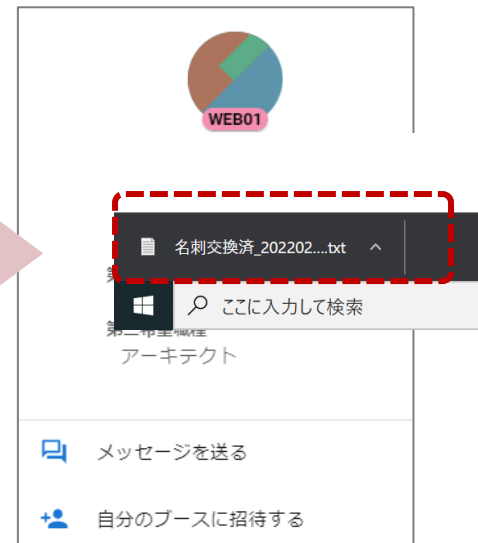 WEB01
名刺交換済_202202....txt
ここに入力して検索
アーキテクト
メッセージを送る
自分のブースに招待する